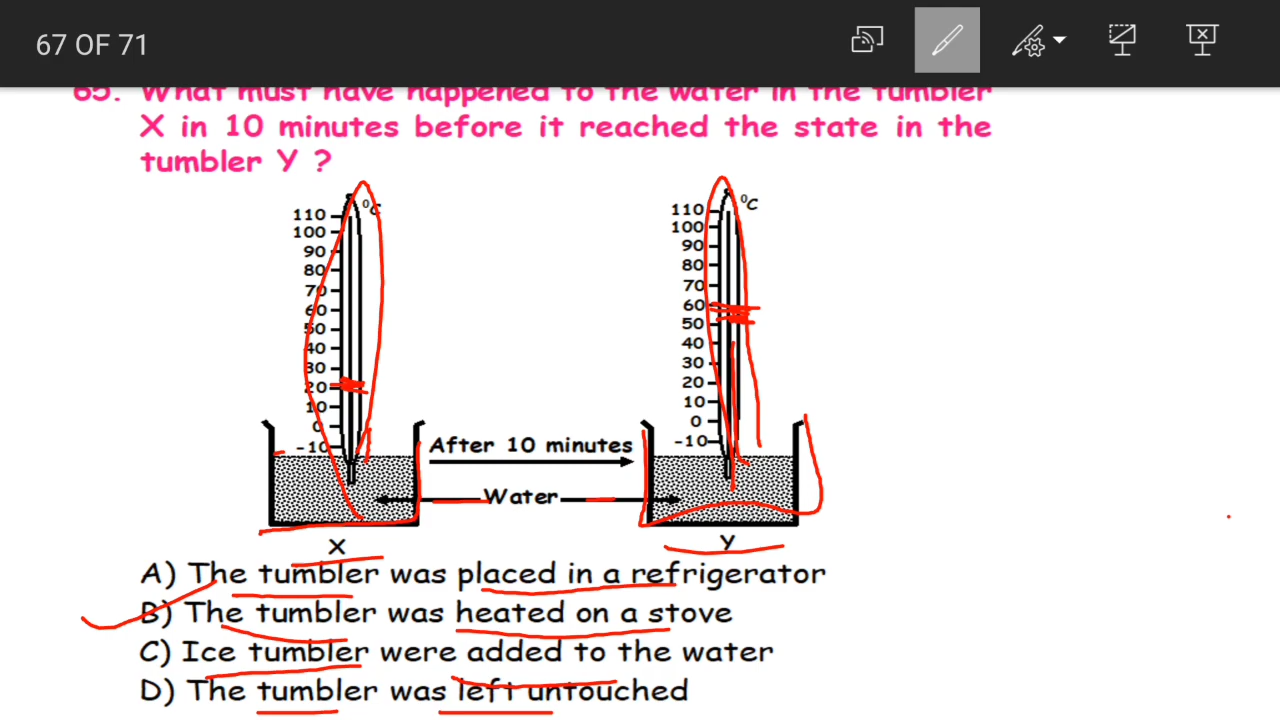 67 OF 71
65. What must have happened to the water in the tumbler
X in 10 minutes before it reached the state in the
tumbler Y ?
°C
110
100
90
80
70
60
50
40
30
20
10
0
-10
°C
110
100
90
80
70
60
50
40
30
20
10
0
-10
After 10 minutes
Water
X
Y
A) The tumbler was placed in a refrigerator
B) The tumbler was heated on a stove
C) Ice tumbler were added to the water
D) The tumbler was left untouched